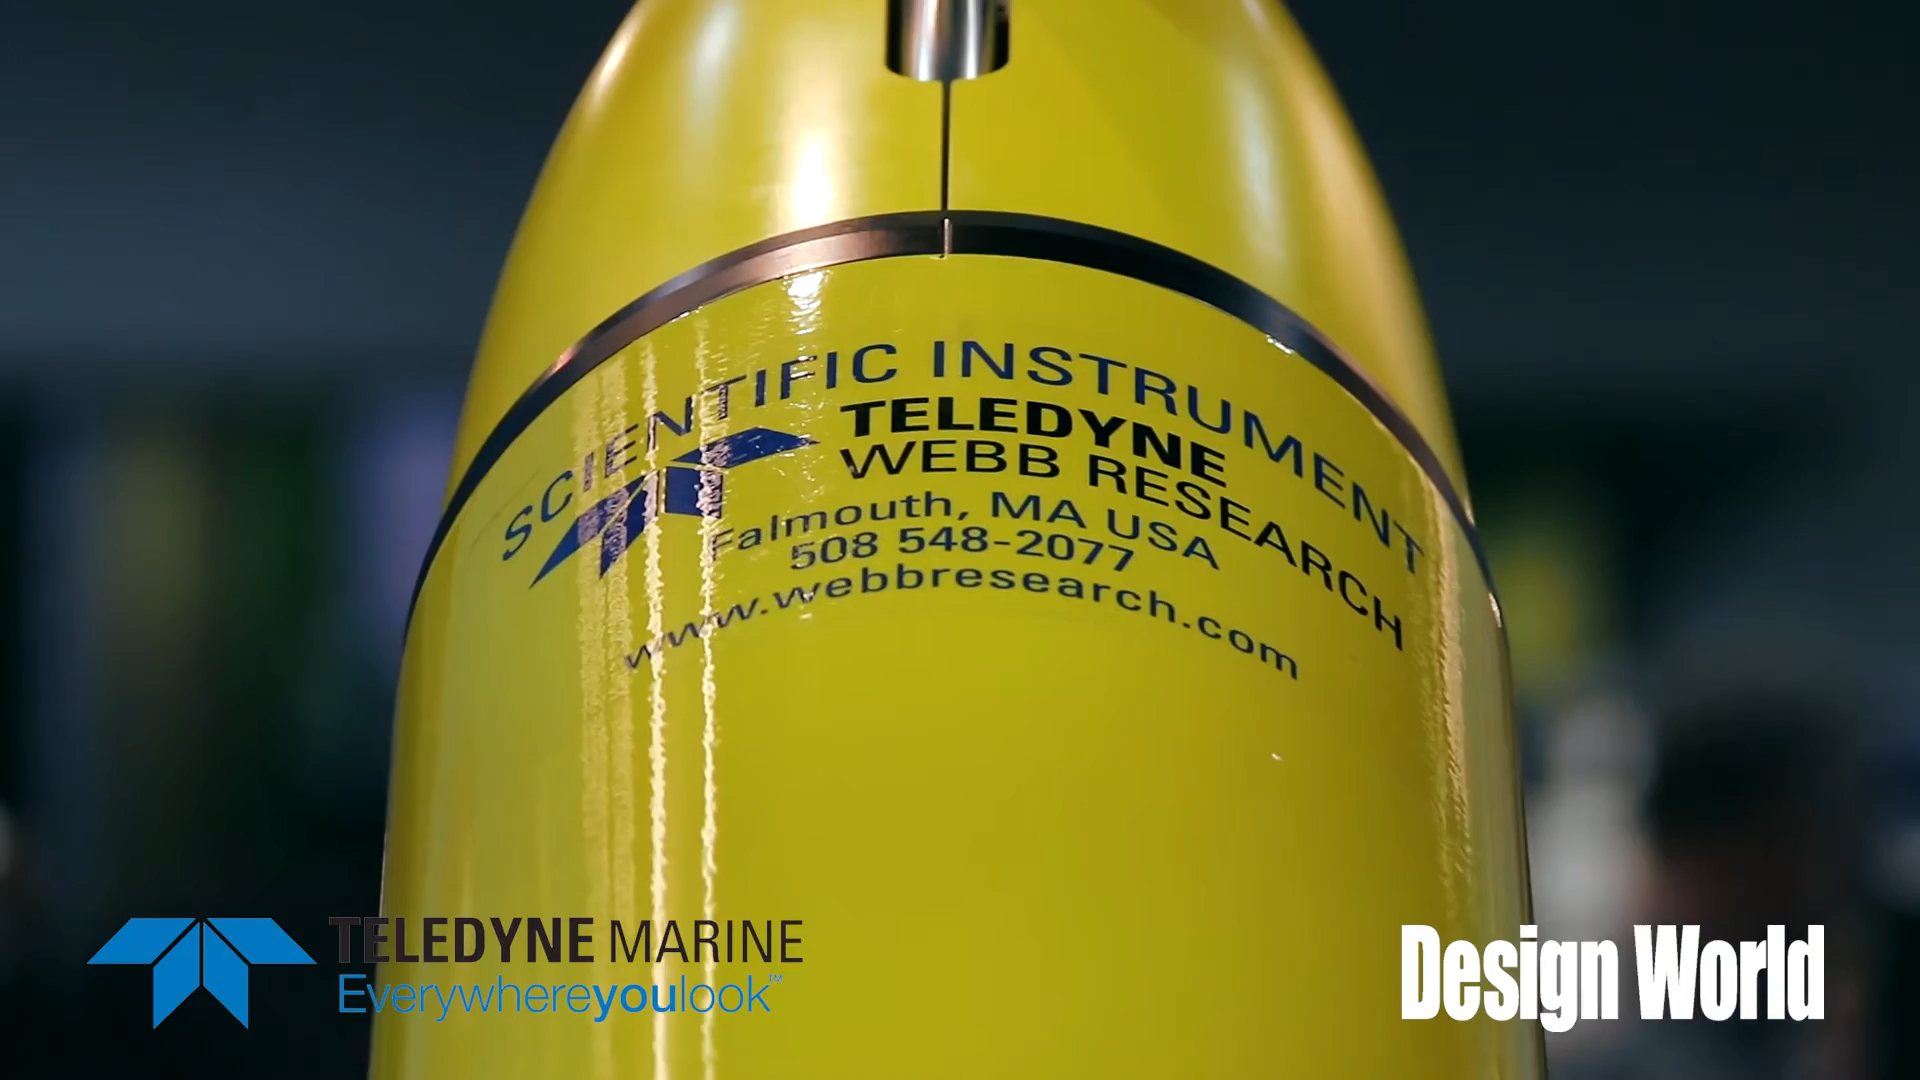 SCIENTIFIC INSTRUMENT
TELEDYNE
WEBB RESEARCH
Falmouth, MA USA
508 548-2077
www.webbresearch.com
TELEDYNE MARINE
Everywhereyoulook™
Design World